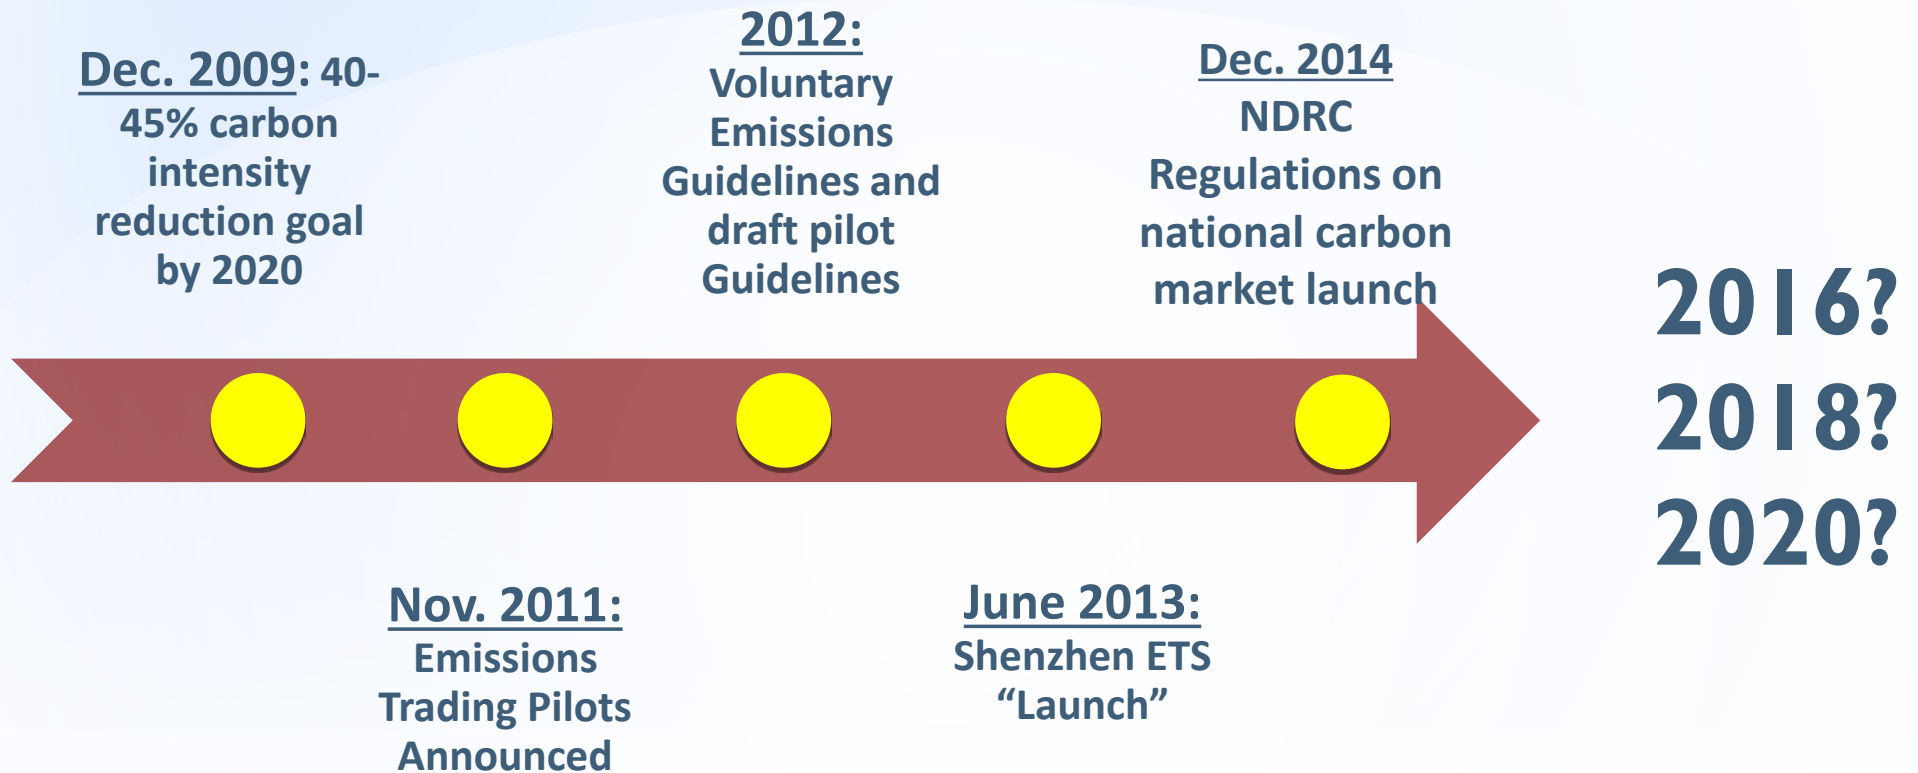 Dec. 2009: 40-
45% carbon
intensity
reduction goal
by 2020
Nov. 2011:
Emissions
Trading Pilots
Announced
2012:
Voluntary
Emissions
Guidelines and
draft pilot
Guidelines
June 2013:
Shenzhen ETS
“Launch”
Dec. 2014
NDRC
Regulations on
national carbon
market launch
2016?
2018?
2020?